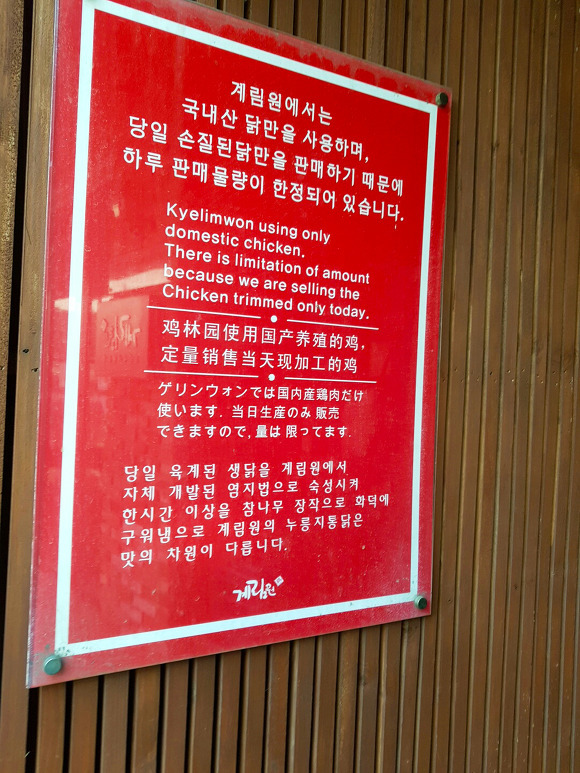 계림원에서는
국내산 닭만을 사용하며,
당일 손질된닭만을 판매하기 때문에
하루 판매물량이 한정되어 있습니다.
Kyelimwon using only
domestic chicken.
There is limitation of amount
because we are selling the
Chicken trimmed only today.
鸡林园使用国产养殖的鸡,
定量销售当天现加工的鸡
ゲリンウォンでは国内産鶏肉だけ
使います. 当日生産のみ 販売
できますので, 量は 限ってます.
당일 육계된 생닭을 계림원에서
자체 개발된 염지법으로 숙성시켜
한시간 이상을 참나무 장작으로 화덕에
구워냄으로 계림원의 누룽지통닭은
맛의 차원이 다릅니다.
계림원